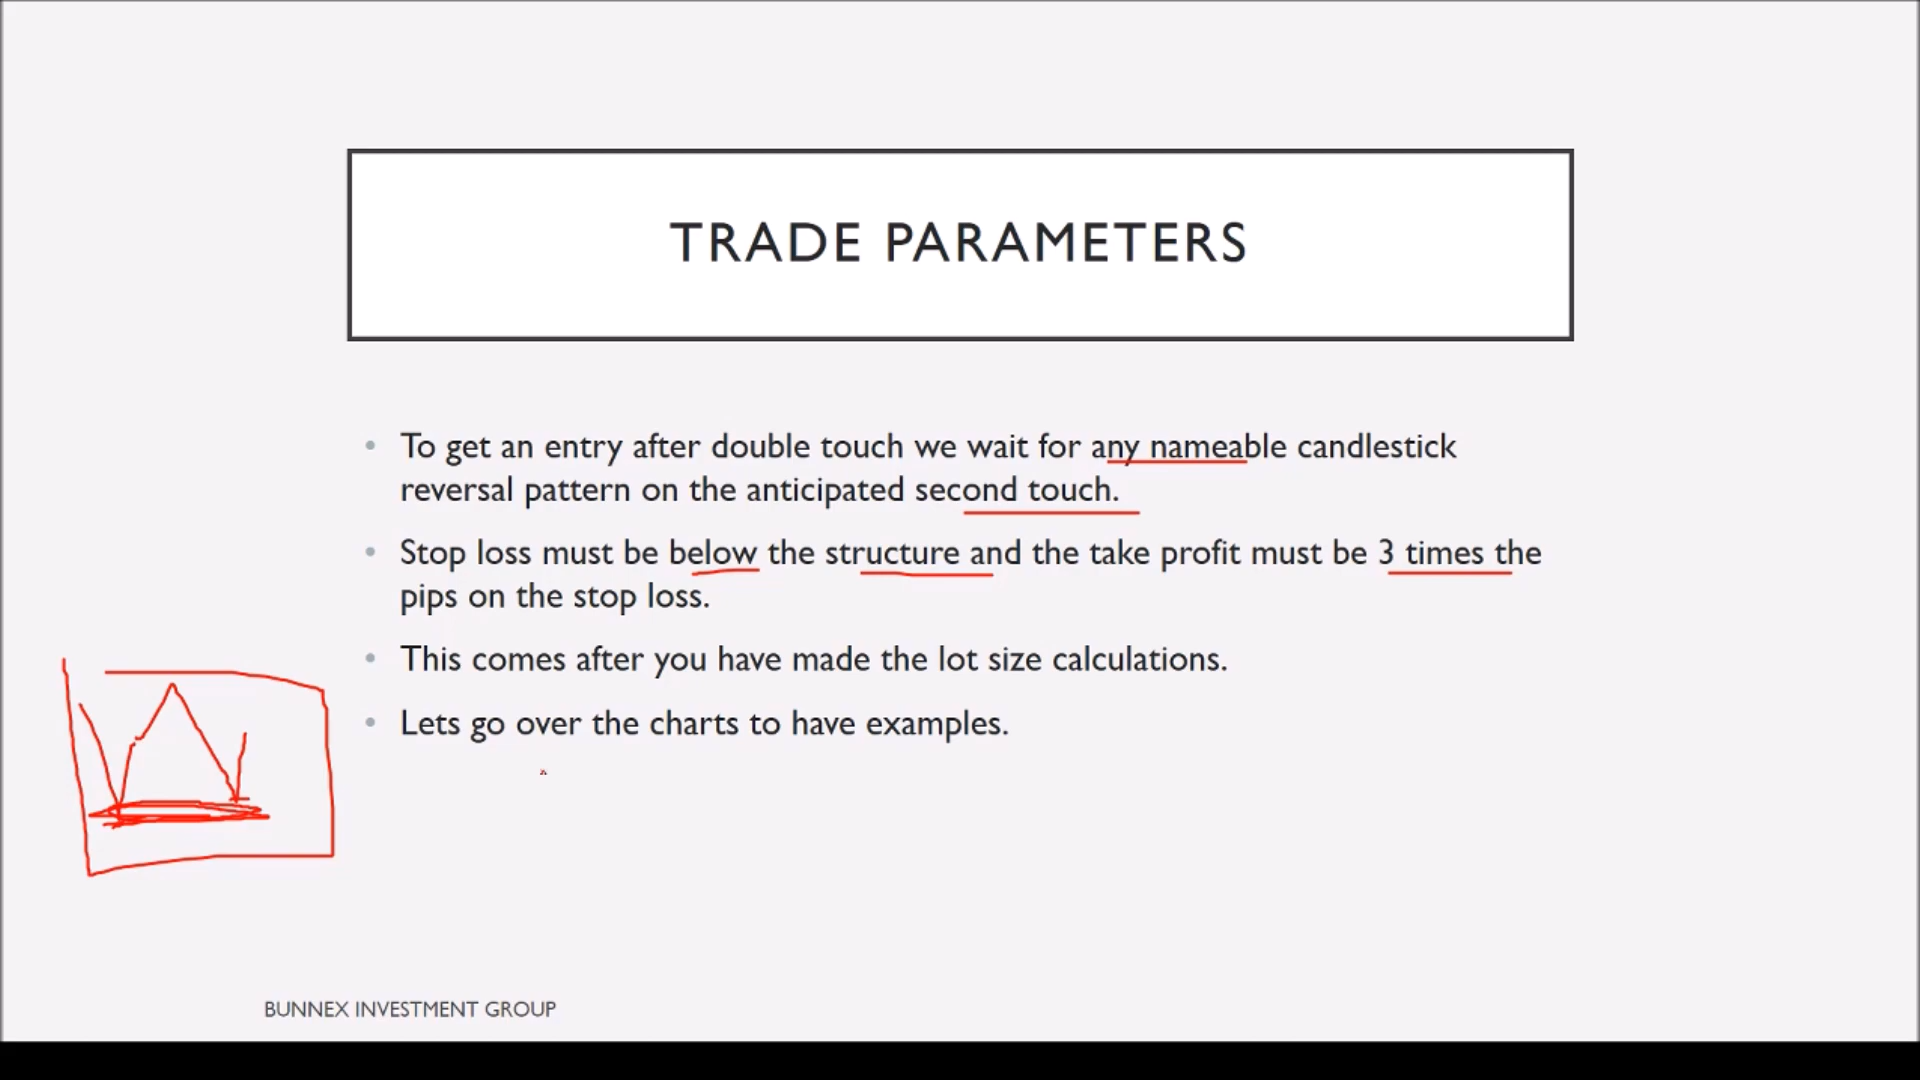 TRADE PARAMETERS
• To get an entry after double touch we wait for any nameable candlestick
reversal pattern on the anticipated second touch.
• Stop loss must be below the structure and the take profit must be 3 times the
pips on the stop loss.
• This comes after you have made the lot size calculations.
• Lets go over the charts to have examples.
BUNNEX INVESTMENT GROUP